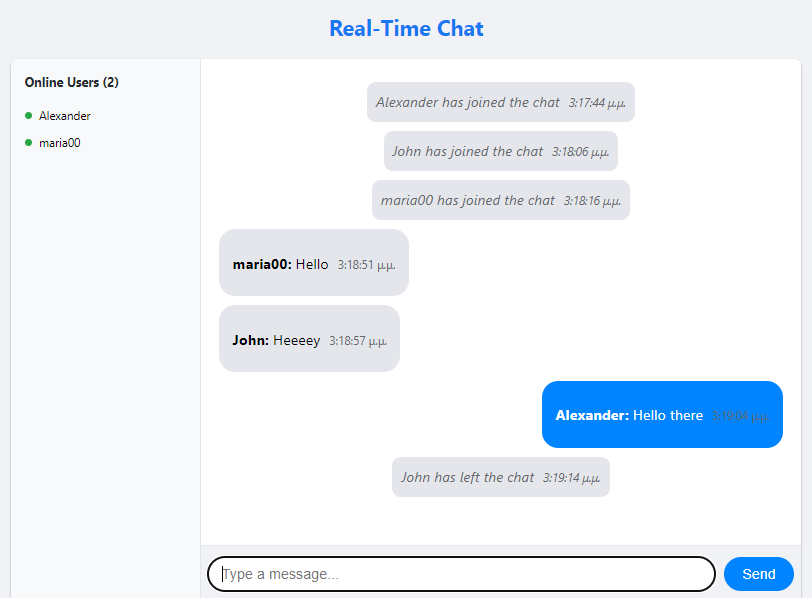 Real-Time Chat
Online Users (2)
Alexander
maria00
Alexander has joined the chat 3:17:44 μ.μ.
John has joined the chat 3:18:06 μ.μ.
maria00 has joined the chat 3:18:16 μ.μ.
maria00: Hello 3:18:51 μ.μ.
John: Heeeey 3:18:57 μ.μ.
Alexander: Hello there 3:19:04 μ.μ.
John has left the chat 3:19:14 μ.μ.
Type a message...
Send